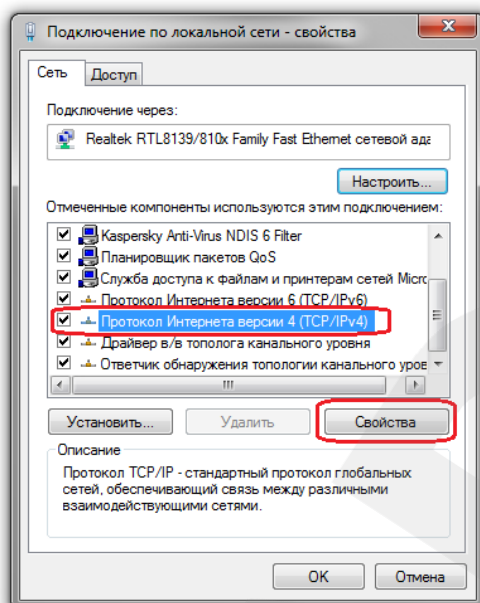 Подключение по локальной сети - свойства
Сеть
Доступ
Подключение через:
Realtek RTL8139/810x Family Fast Ethernet сетевой ада
Настроить...
Отмеченные компоненты используются этим подключением:
Kaspersky Anti-Virus NDIS 6 Filter
Планировщик пакетов QoS
Служба доступа к файлам и принтерам сетей Micro
Протокол Интернета версии 6 (TCP/IPv6)
Протокол Интернета версии 4 (TCP/IPv4)
Драйвер в/в тополога канального уровня
Ответчик обнаружения топологии канального уров
Установить...
Удалить
Свойства
Описание
Протокол TCP/IP - стандартный протокол глобальных
сетей, обеспечивающий связь между различными
взаимодействующими сетями.
OK
Отмена